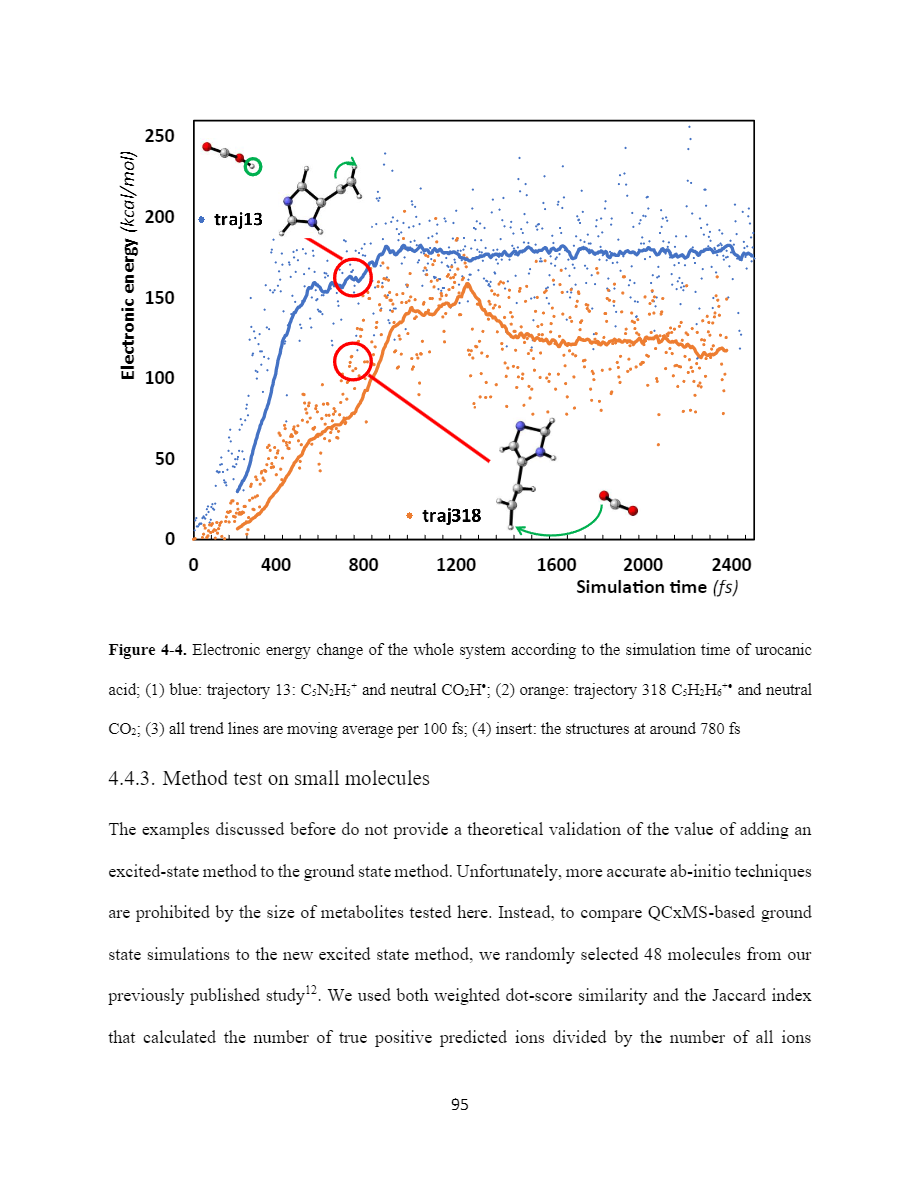 250
200
150
100
50
0
Electronic energy (kcal/mol)
traj13
traj318
0 400 800 1200 1600 2000 2400
Simulation time (fs)
Figure 4-4. Electronic energy change of the whole system according to the simulation time of urocanic
acid; (1) blue: trajectory 13: C₅N₂H₅⁺ and neutral CO₂H•; (2) orange: trajectory 318 C₅H₂H₆⁺• and neutral
CO₂; (3) all trend lines are moving average per 100 fs; (4) insert: the structures at around 780 fs
4.4.3. Method test on small molecules
The examples discussed before do not provide a theoretical validation of the value of adding an
excited-state method to the ground state method. Unfortunately, more accurate ab-initio techniques
are prohibited by the size of metabolites tested here. Instead, to compare QCxMS-based ground
state simulations to the new excited state method, we randomly selected 48 molecules from our
previously published study¹². We used both weighted dot-score similarity and the Jaccard index
that calculated the number of true positive predicted ions divided by the number of all ions
95